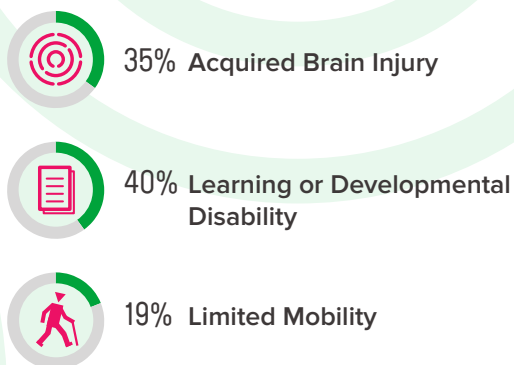 35% Acquired Brain Injury
40% Learning or Developmental
Disability
19% Limited Mobility